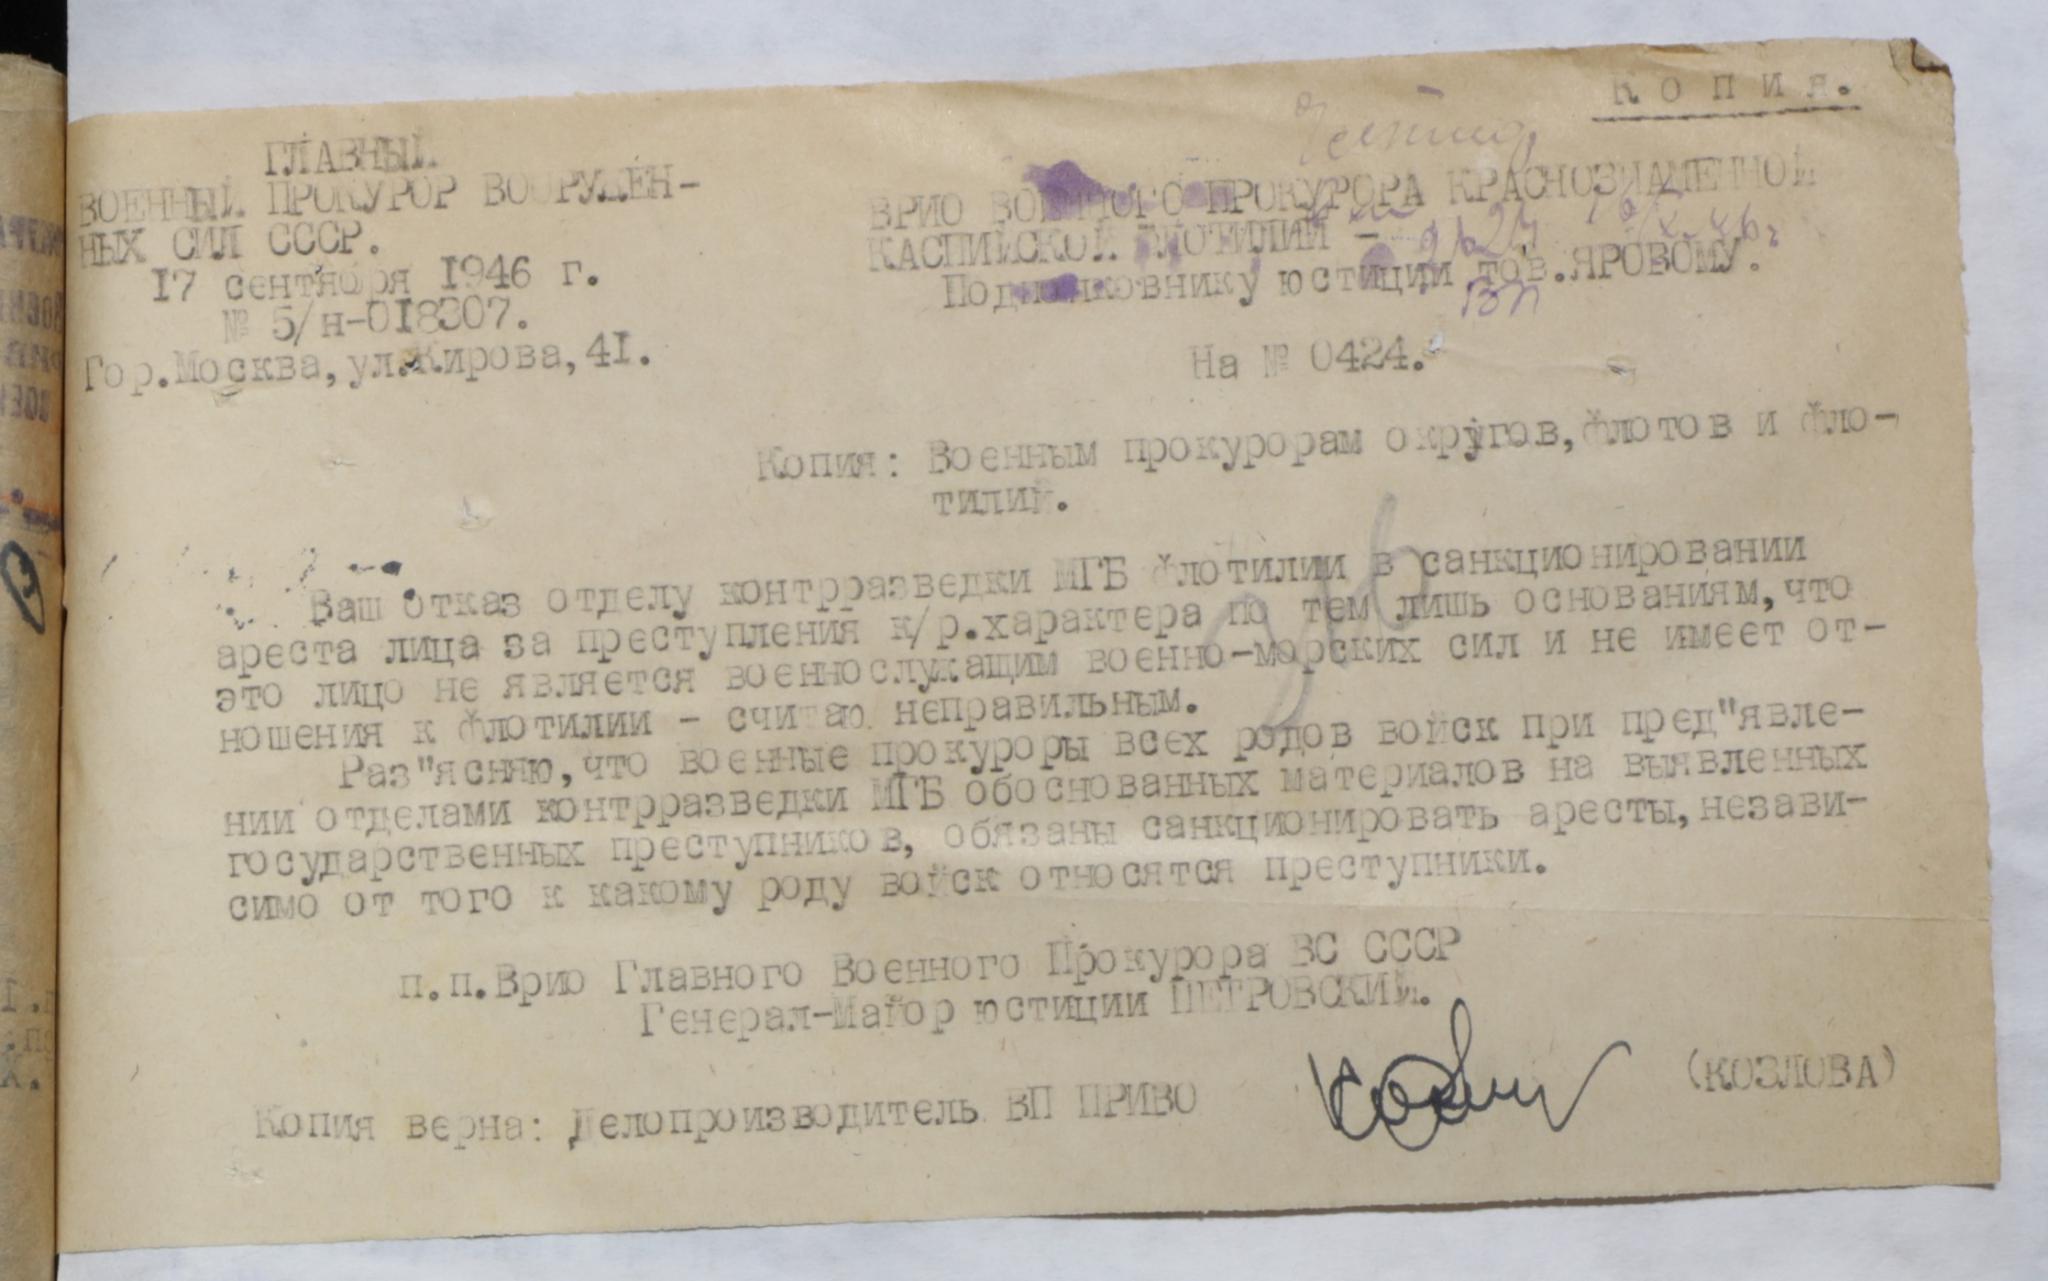 Копия.
ГЛАВНЫЙ
ВОЕННЫЙ ПРОКУРОР ВООРУЖЕН-
НЫХ СИЛ СССР.
17 сентября 1946 г.
№ 5/н-018307.
Гор.Москва,ул.Кирова,41.
ВРИО ВОЕННОГО ПРОКУРОРА КРАСНОЗНАМЕННОЙ
КАСПИЙСКОЙ ФЛОТИЛИИ -
Подполковнику юстиции тов.ЯРОВОМУ.
ВП
На № 0424.
Копия: Военным прокурорам округов,флотов и фло-
тилий.
Ваш отказ отделу контрразведки МГБ флотилии в санкционировании
ареста лица за преступления к/р.характера по тем лишь основаниям,что
это лицо не является военнослужащим военно-морских сил и не имеет от-
ношения к флотилии - считаю неправильным.
Раз"ясняю,что военные прокуроры всех родов войск при пред"явле-
нии отделами контрразведки МГБ обоснованных материалов на выявленных
государственных преступников, обязаны санкционировать аресты,незави-
симо от того к какому роду войск относятся преступники.
п.п.Врио Главного Военного Прокурора ВС СССР
Генерал-Майор юстиции ПЕТРОВСКИЙ.
Копия верна: Делопроизводитель ВП ПРИВО
(КОЗЛОВА)